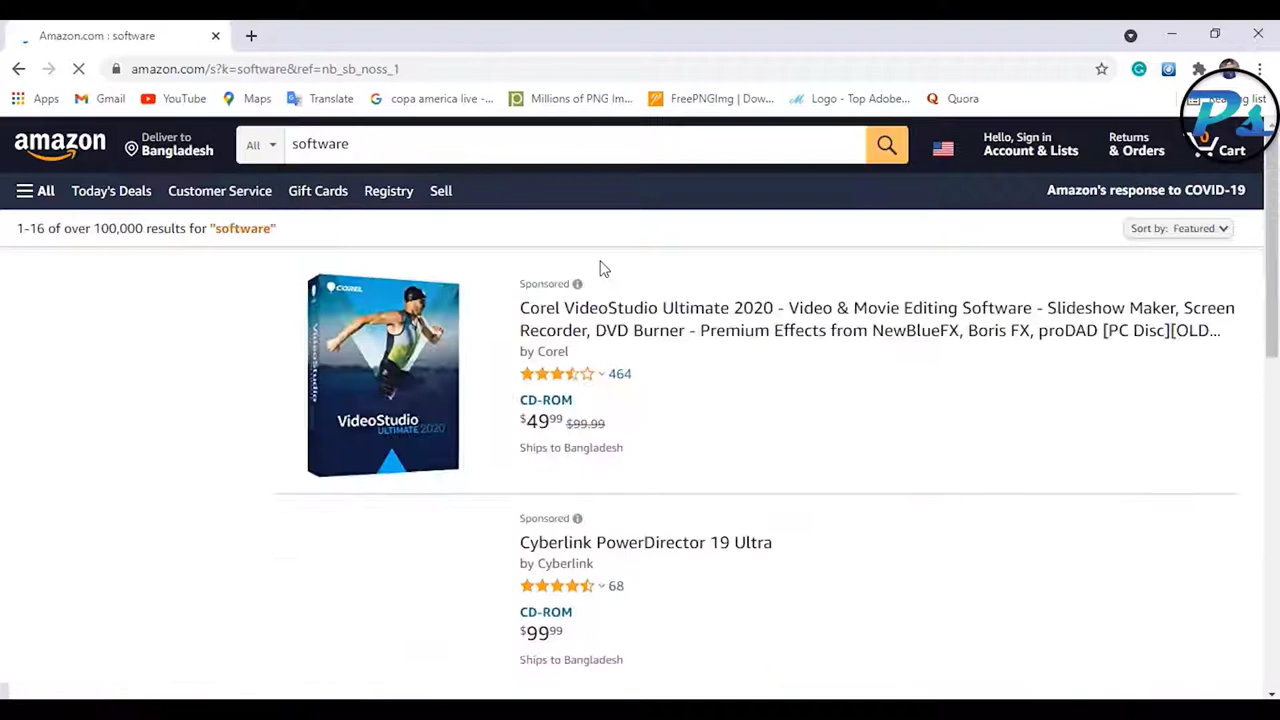 Amazon.com : software
amazon.com/s?k=software&ref=nb_sb_noss_1
Apps Gmail YouTube Maps Translate copa america live -... Millions of PNG Im... FreePNGImg | Dow... Logo - Top Adobe... Quora list
Ps
amazon
Deliver to
Bangladesh
All software
Hello, Sign in
Account & Lists
Returns
& Orders
0
Cart
All Today's Deals Customer Service Gift Cards Registry Sell Amazon's response to COVID-19
1-16 of over 100,000 results for "software" Sort by: Featured
Sponsored
Corel VideoStudio Ultimate 2020 - Video & Movie Editing Software - Slideshow Maker, Screen
Recorder, DVD Burner - Premium Effects from NewBlueFX, Boris FX, proDAD [PC Disc][OLD...
by Corel
464
CD-ROM
$49.99 $99.99
Ships to Bangladesh
COREL
VideoStudio
VideoStudio
ULTIMATE 2020
Sponsored
Cyberlink PowerDirector 19 Ultra
by Cyberlink
68
CD-ROM
$99.99
Ships to Bangladesh